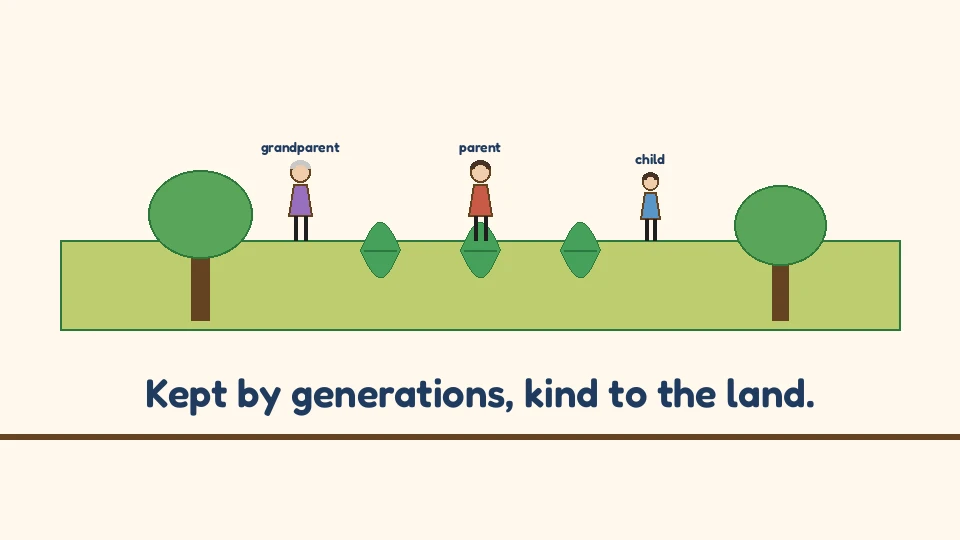 grandparent
parent
child
Kept by generations, kind to the land.